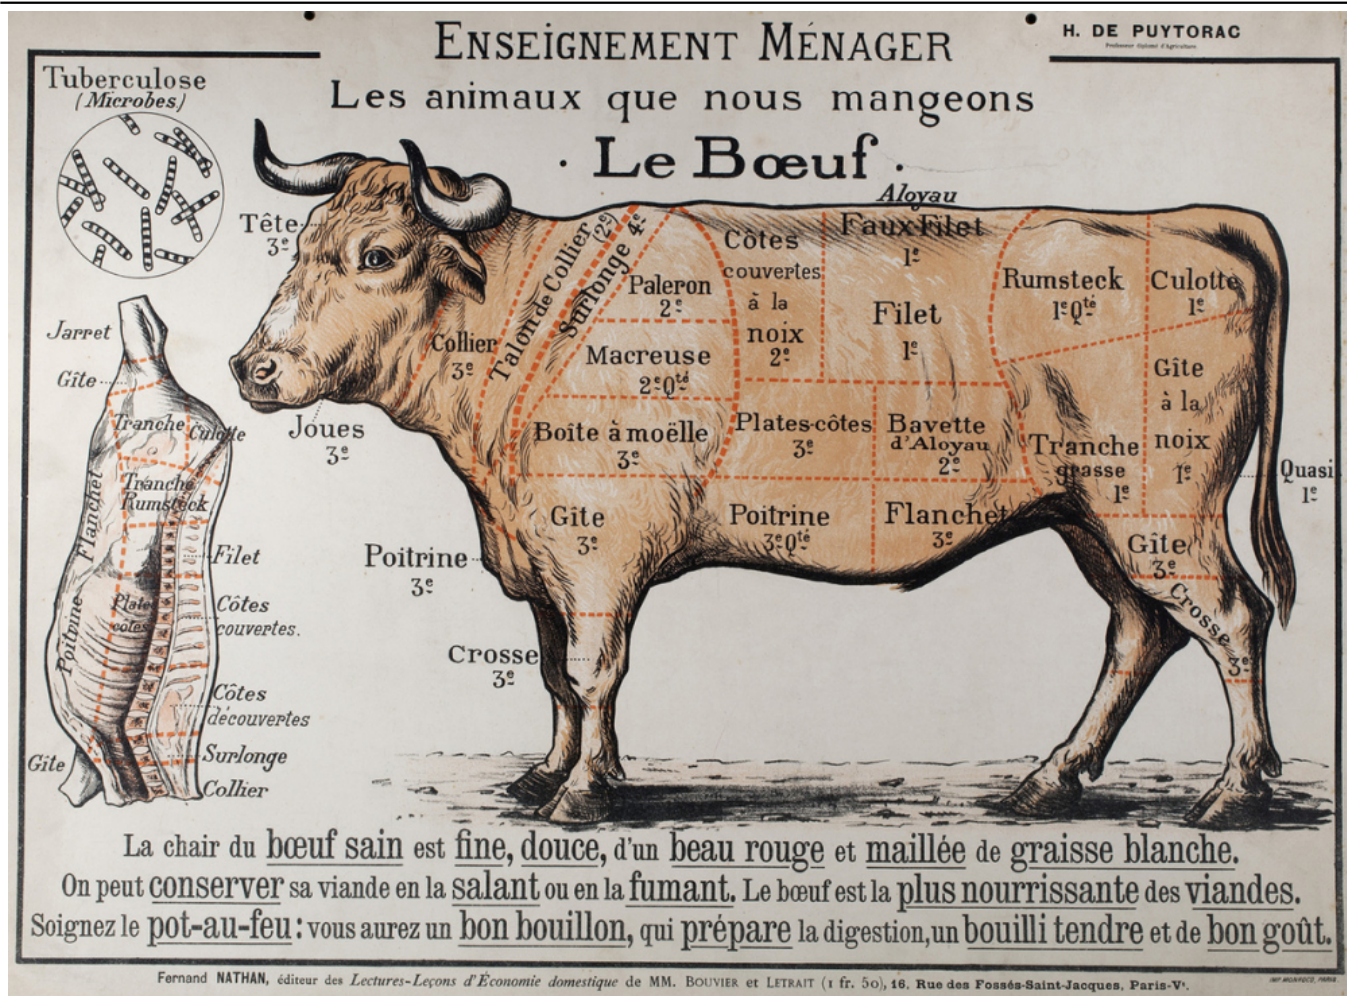 ENSEIGNEMENT MÉNAGER
H. DE PUYTORAC
Professeur diplomé d'Agriculture
Les animaux que nous mangeons
· Le Bœuf ·
Tuberculose
(Microbes)
Aloyau
Tête
3e
Joues
3e
Collier
3e
Talon de Collier (2e)
Surlonge 4e
Paleron
2e
Macreuse
2e Qté
Boîte à moëlle
3e
Gîte
3e
Côtes
couvertes
à la
noix
2e
Faux Filet
1e
Filet
1e
Rumsteck
1e Qté
Culotte
1e
Gîte
à la
noix
1e
Plates-côtes
3e
Bavette
d'Aloyau
2e
Tranche
grasse
1e
Quasi
1e
Poitrine
3e Qté
Flanchet
3e
Gîte
3e
Crosse
3e
Poitrine
3e
Crosse
3e
Jarret
Gîte
Tranche
Culotte
Tranche
Rumsteck
Flanchet
Filet
Plates
côtes
Côtes
couvertes.
Poitrine
Côtes
découvertes
Surlonge
Gîte
Collier
La chair du bœuf sain est fine, douce, d'un beau rouge et maillée de graisse blanche.
On peut conserver sa viande en la salant ou en la fumant. Le bœuf est la plus nourrissante des viandes.
Soignez le pot-au-feu: vous aurez un bon bouillon, qui prépare la digestion, un bouilli tendre et de bon goût.
Fernand NATHAN, éditeur des Lectures-Leçons d'Économie domestique de MM. BOUVIER et LETRAIT (1 fr. 50), 16, Rue des Fossés-Saint-Jacques, Paris-Ve.